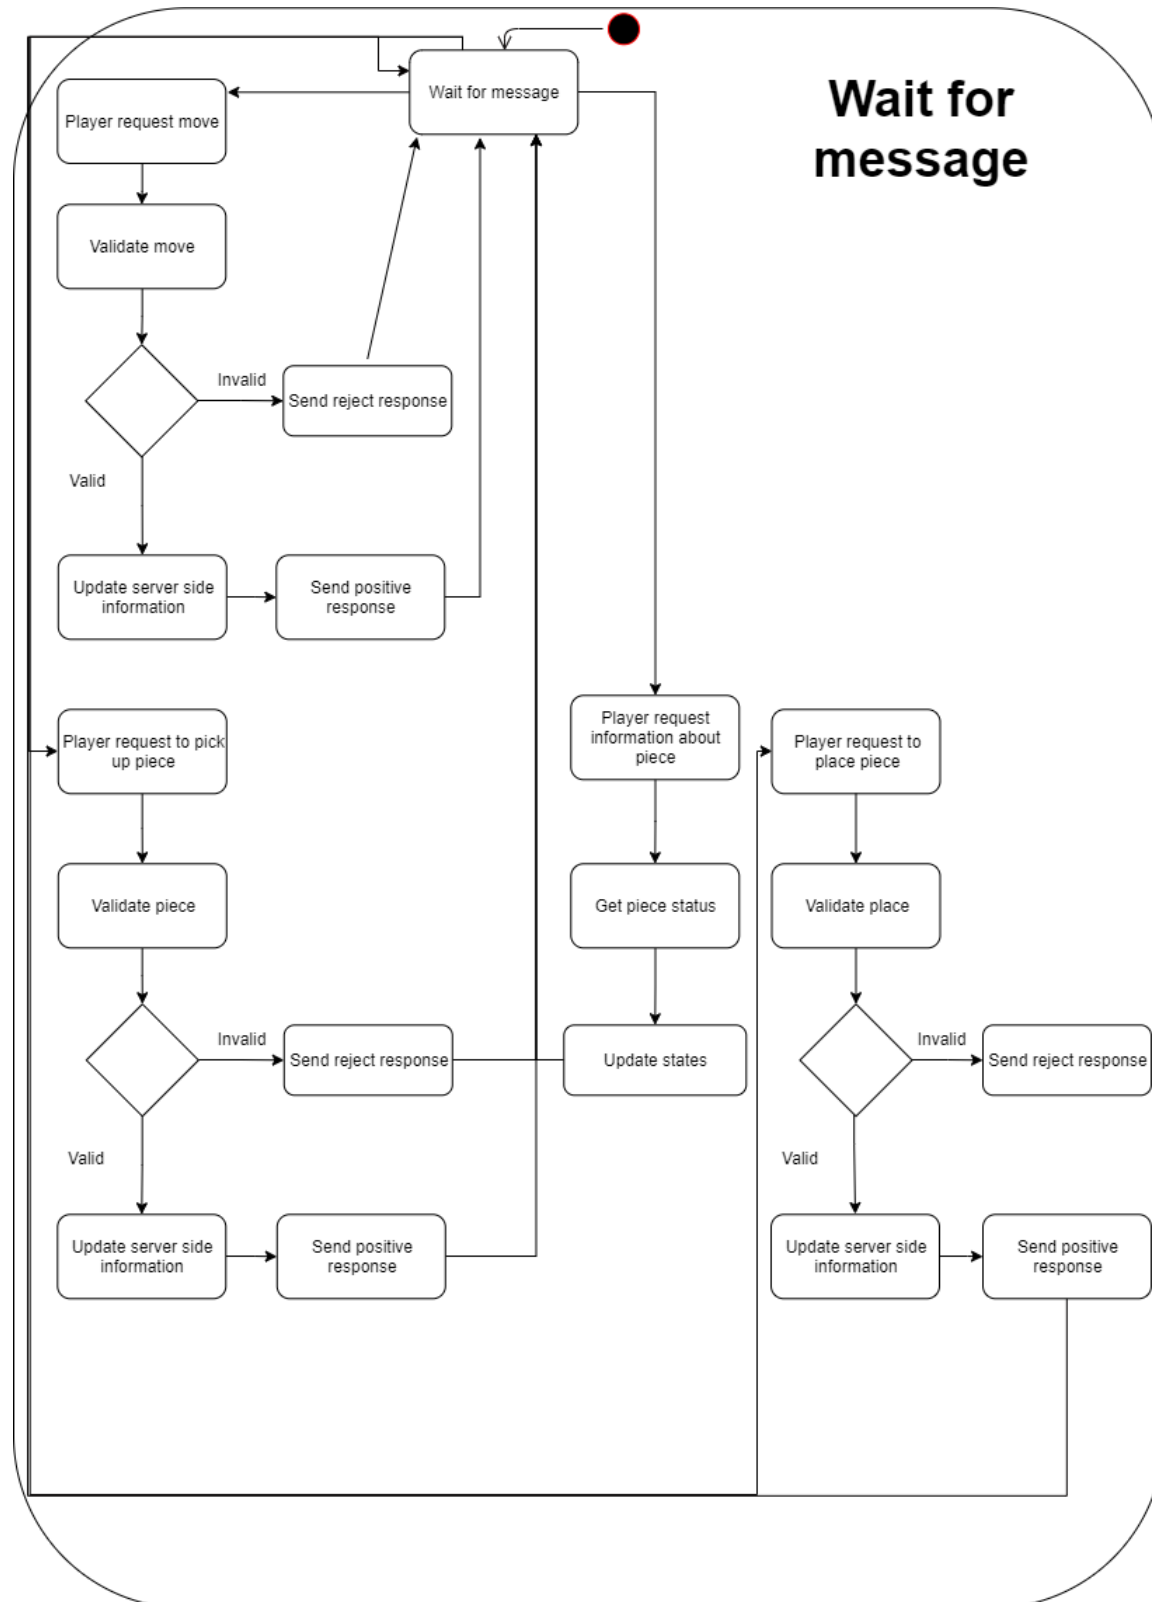 Wait for
message
Wait for message
Player request move
Validate move
Invalid
Send reject response
Valid
Update server side
information
Send positive
response
Player request to pick
up piece
Validate piece
Invalid
Send reject response
Valid
Update server side
information
Send positive
response
Player request
information about
piece
Get piece status
Update states
Player request to
place piece
Validate place
Invalid
Send reject response
Valid
Update server side
information
Send positive
response